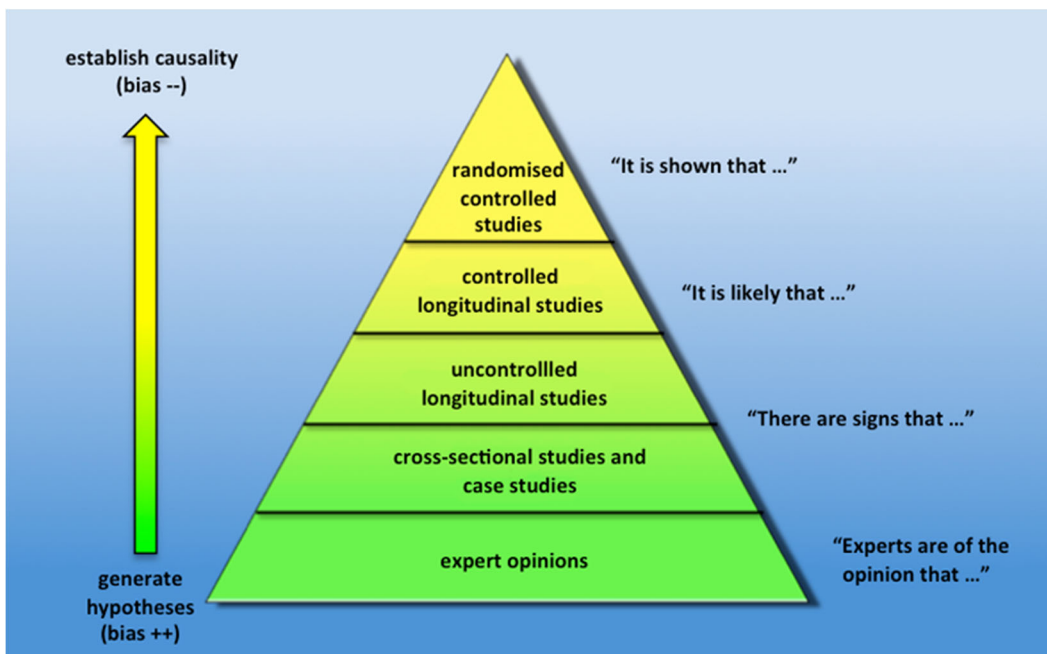 establish causality
(bias --)
randomised
controlled
studies
“It is shown that ...”
controlled
longitudinal studies
“It is likely that ...”
uncontrollled
longitudinal studies
“There are signs that ...”
cross-sectional studies and
case studies
expert opinions
“Experts are of the
opinion that ...”
generate
hypotheses
(bias ++)